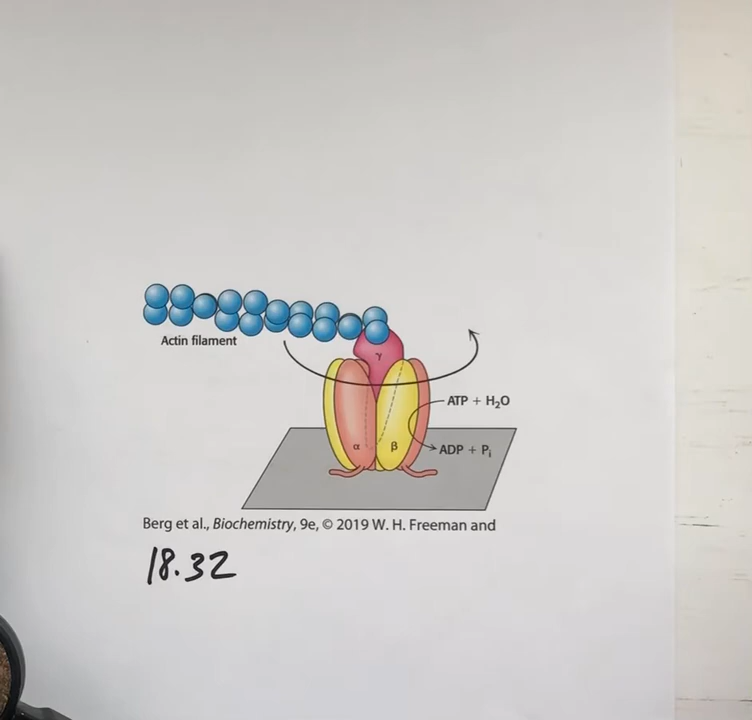 Actin filament
γ
ATP + H₂O
α
β
ADP + Pᵢ
Berg et al., Biochemistry, 9e, © 2019 W. H. Freeman and
18.32